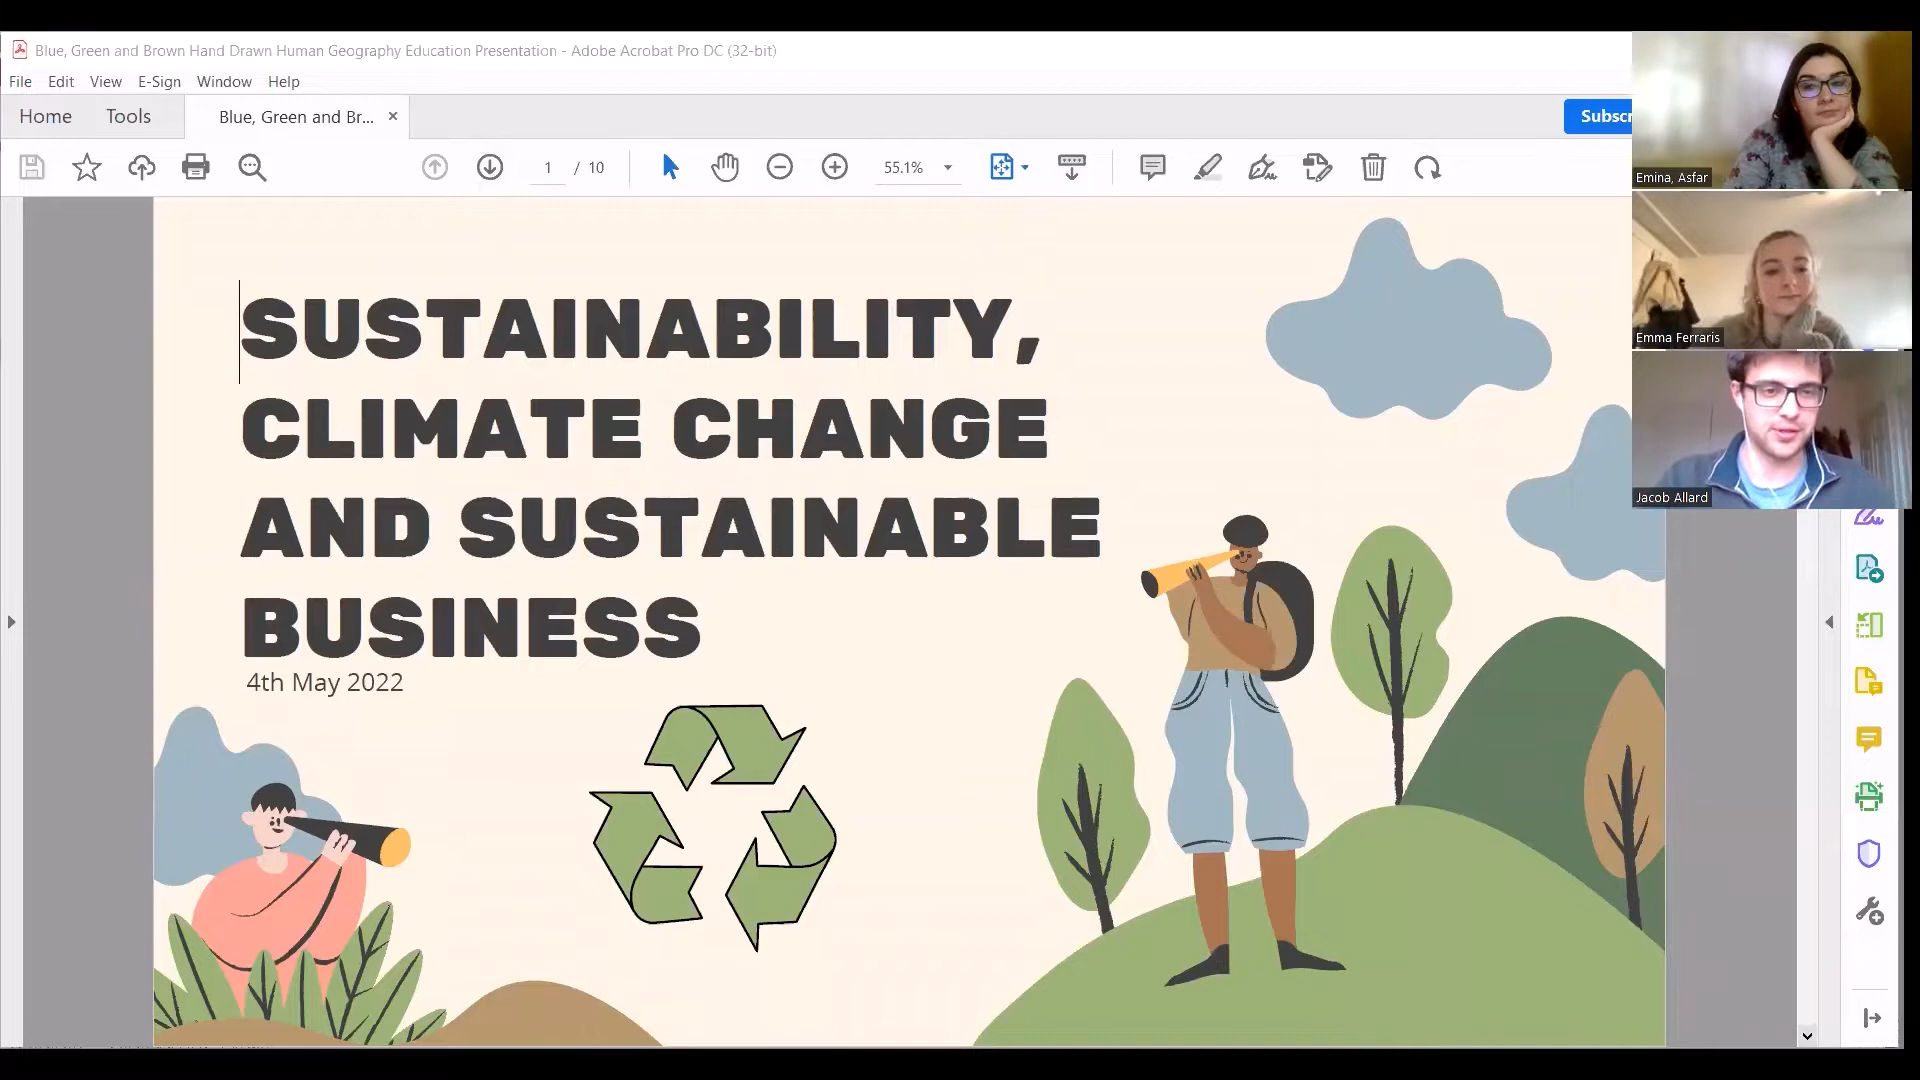 Blue, Green and Brown Hand Drawn Human Geography Education Presentation - Adobe Acrobat Pro DC (32-bit)
File Edit View E-Sign Window Help
Home Tools Blue, Green and Br... ×
Subscr
1 / 10 55.1%
Emina, Asfar
Emma Ferraris
Jacob Allard
SUSTAINABILITY,
CLIMATE CHANGE
AND SUSTAINABLE
BUSINESS
4th May 2022